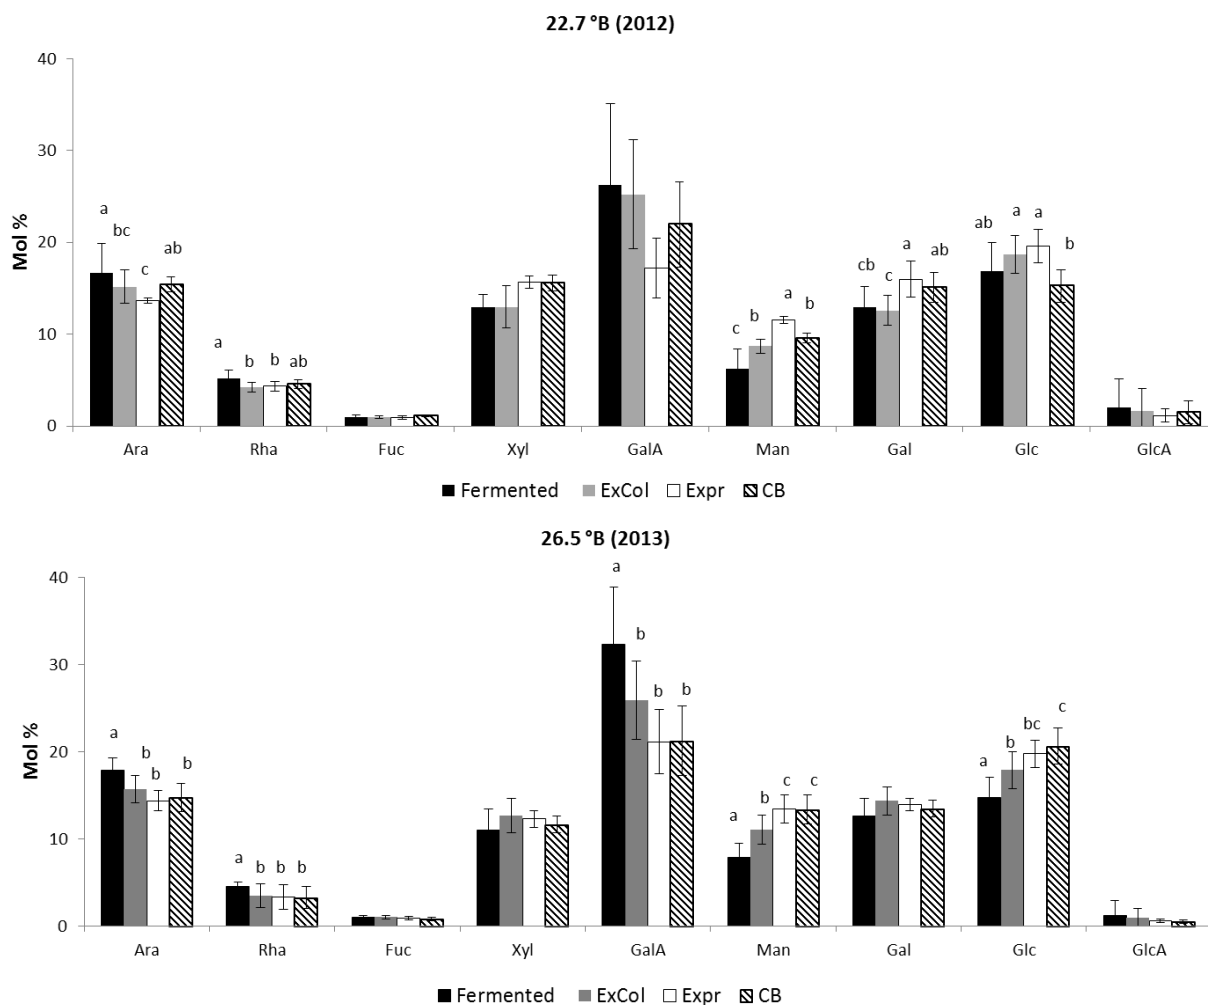 22.7 °B (2012)
40
30
20
10
0
Mol %
a bc c ab
a b b ab
c b a b
cb c a ab
ab a a b
Ara Rha Fuc Xyl GalA Man Gal Glc GlcA
Fermented ExCol Expr CB
26.5 °B (2013)
40
30
20
10
0
Mol %
a b b b
a b b b
a b b b
a b c c
a b bc c
Ara Rha Fuc Xyl GalA Man Gal Glc GlcA
Fermented ExCol Expr CB